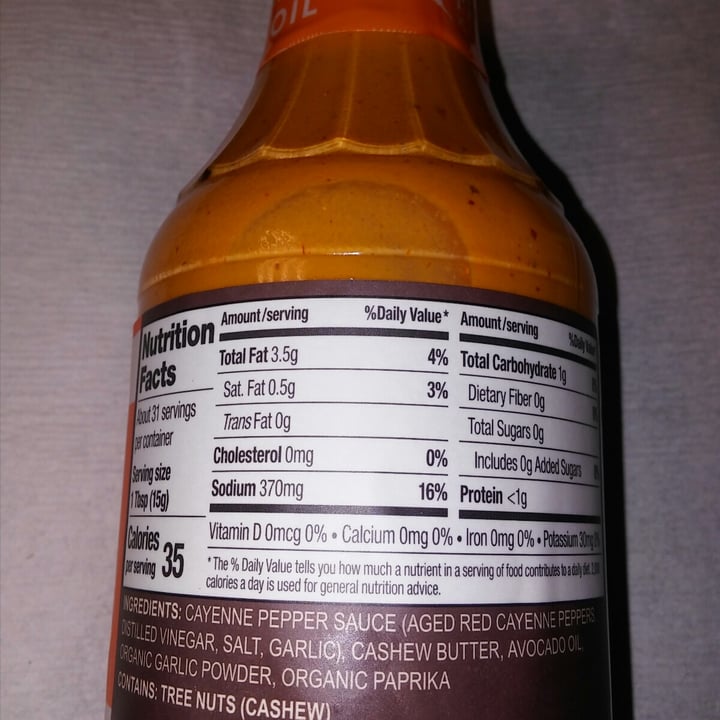 OIL
Nutrition
Facts
About 31 servings
per container
Serving size
1 Tbsp (15g)
Calories
per serving 35
Amount/serving %Daily Value*
Total Fat 3.5g 4%
Sat. Fat 0.5g 3%
Trans Fat 0g
Cholesterol 0mg 0%
Sodium 370mg 16%
Amount/serving %Daily Value*
Total Carbohydrate 1g
Dietary Fiber 0g
Total Sugars 0g
Includes 0g Added Sugars
Protein <1g
Vitamin D 0mcg 0% • Calcium 0mg 0% • Iron 0mg 0% • Potassium 30mg 0%
*The % Daily Value tells you how much a nutrient in a serving of food contributes to a daily diet. 2,000
calories a day is used for general nutrition advice.
INGREDIENTS: CAYENNE PEPPER SAUCE (AGED RED CAYENNE PEPPERS,
DISTILLED VINEGAR, SALT, GARLIC), CASHEW BUTTER, AVOCADO OIL,
ORGANIC GARLIC POWDER, ORGANIC PAPRIKA
CONTAINS: TREE NUTS (CASHEW)